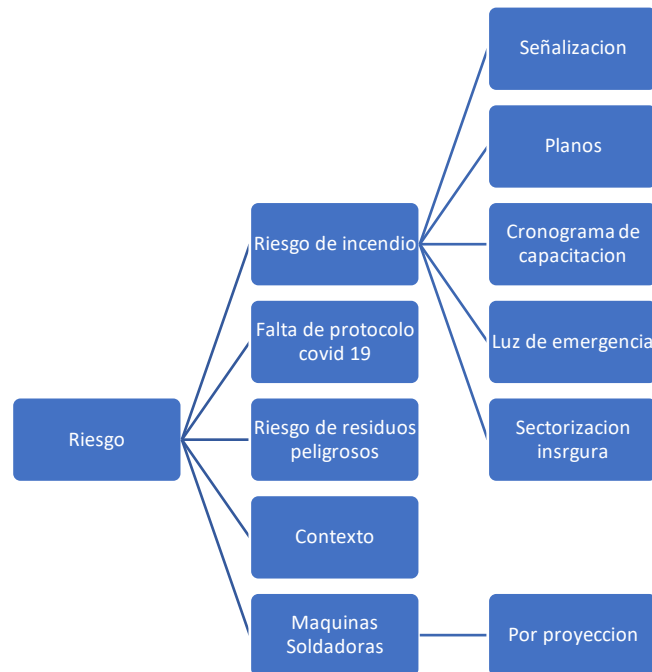 Riesgo
Riesgo de incendio
Señalizacion
Planos
Cronograma de
capacitacion
Luz de emergencia
Sectorizacion
insrgura
Falta de protocolo
covid 19
Riesgo de residuos
peligrosos
Contexto
Maquinas
Soldadoras
Por proyeccion